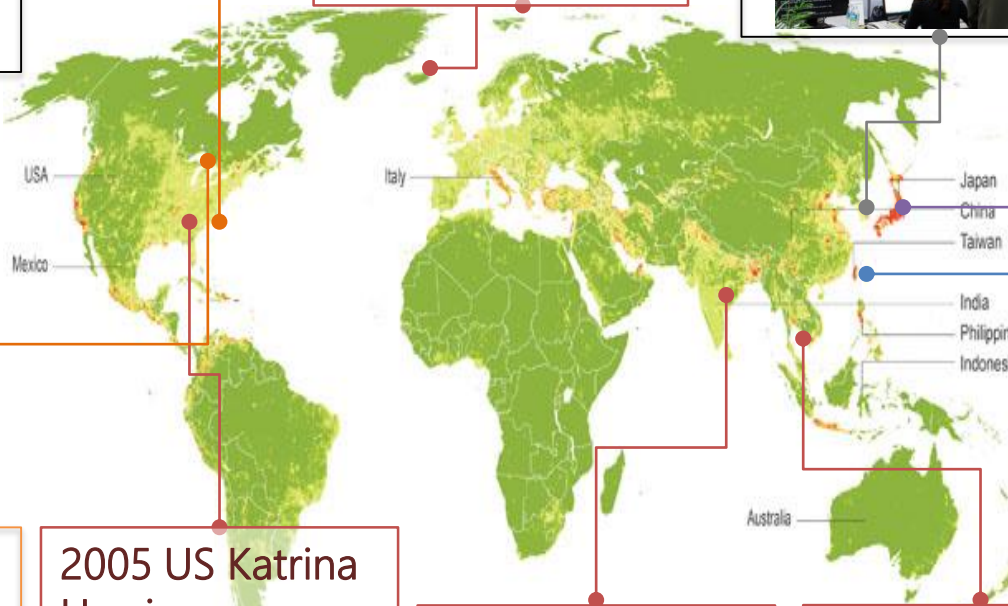 USA
Italy
Japan
China
Taiwan
Mexico
India
Australia
2005 US Katrina